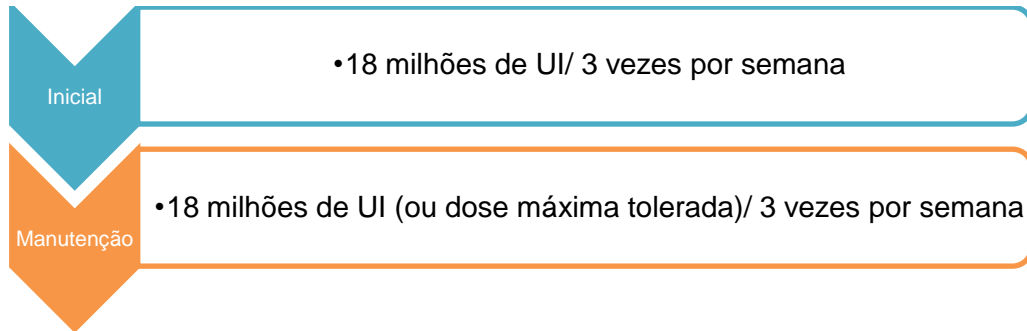 Inicial
•18 milhões de UI/ 3 vezes por semana
Manutenção
•18 milhões de UI (ou dose máxima tolerada)/ 3 vezes por semana